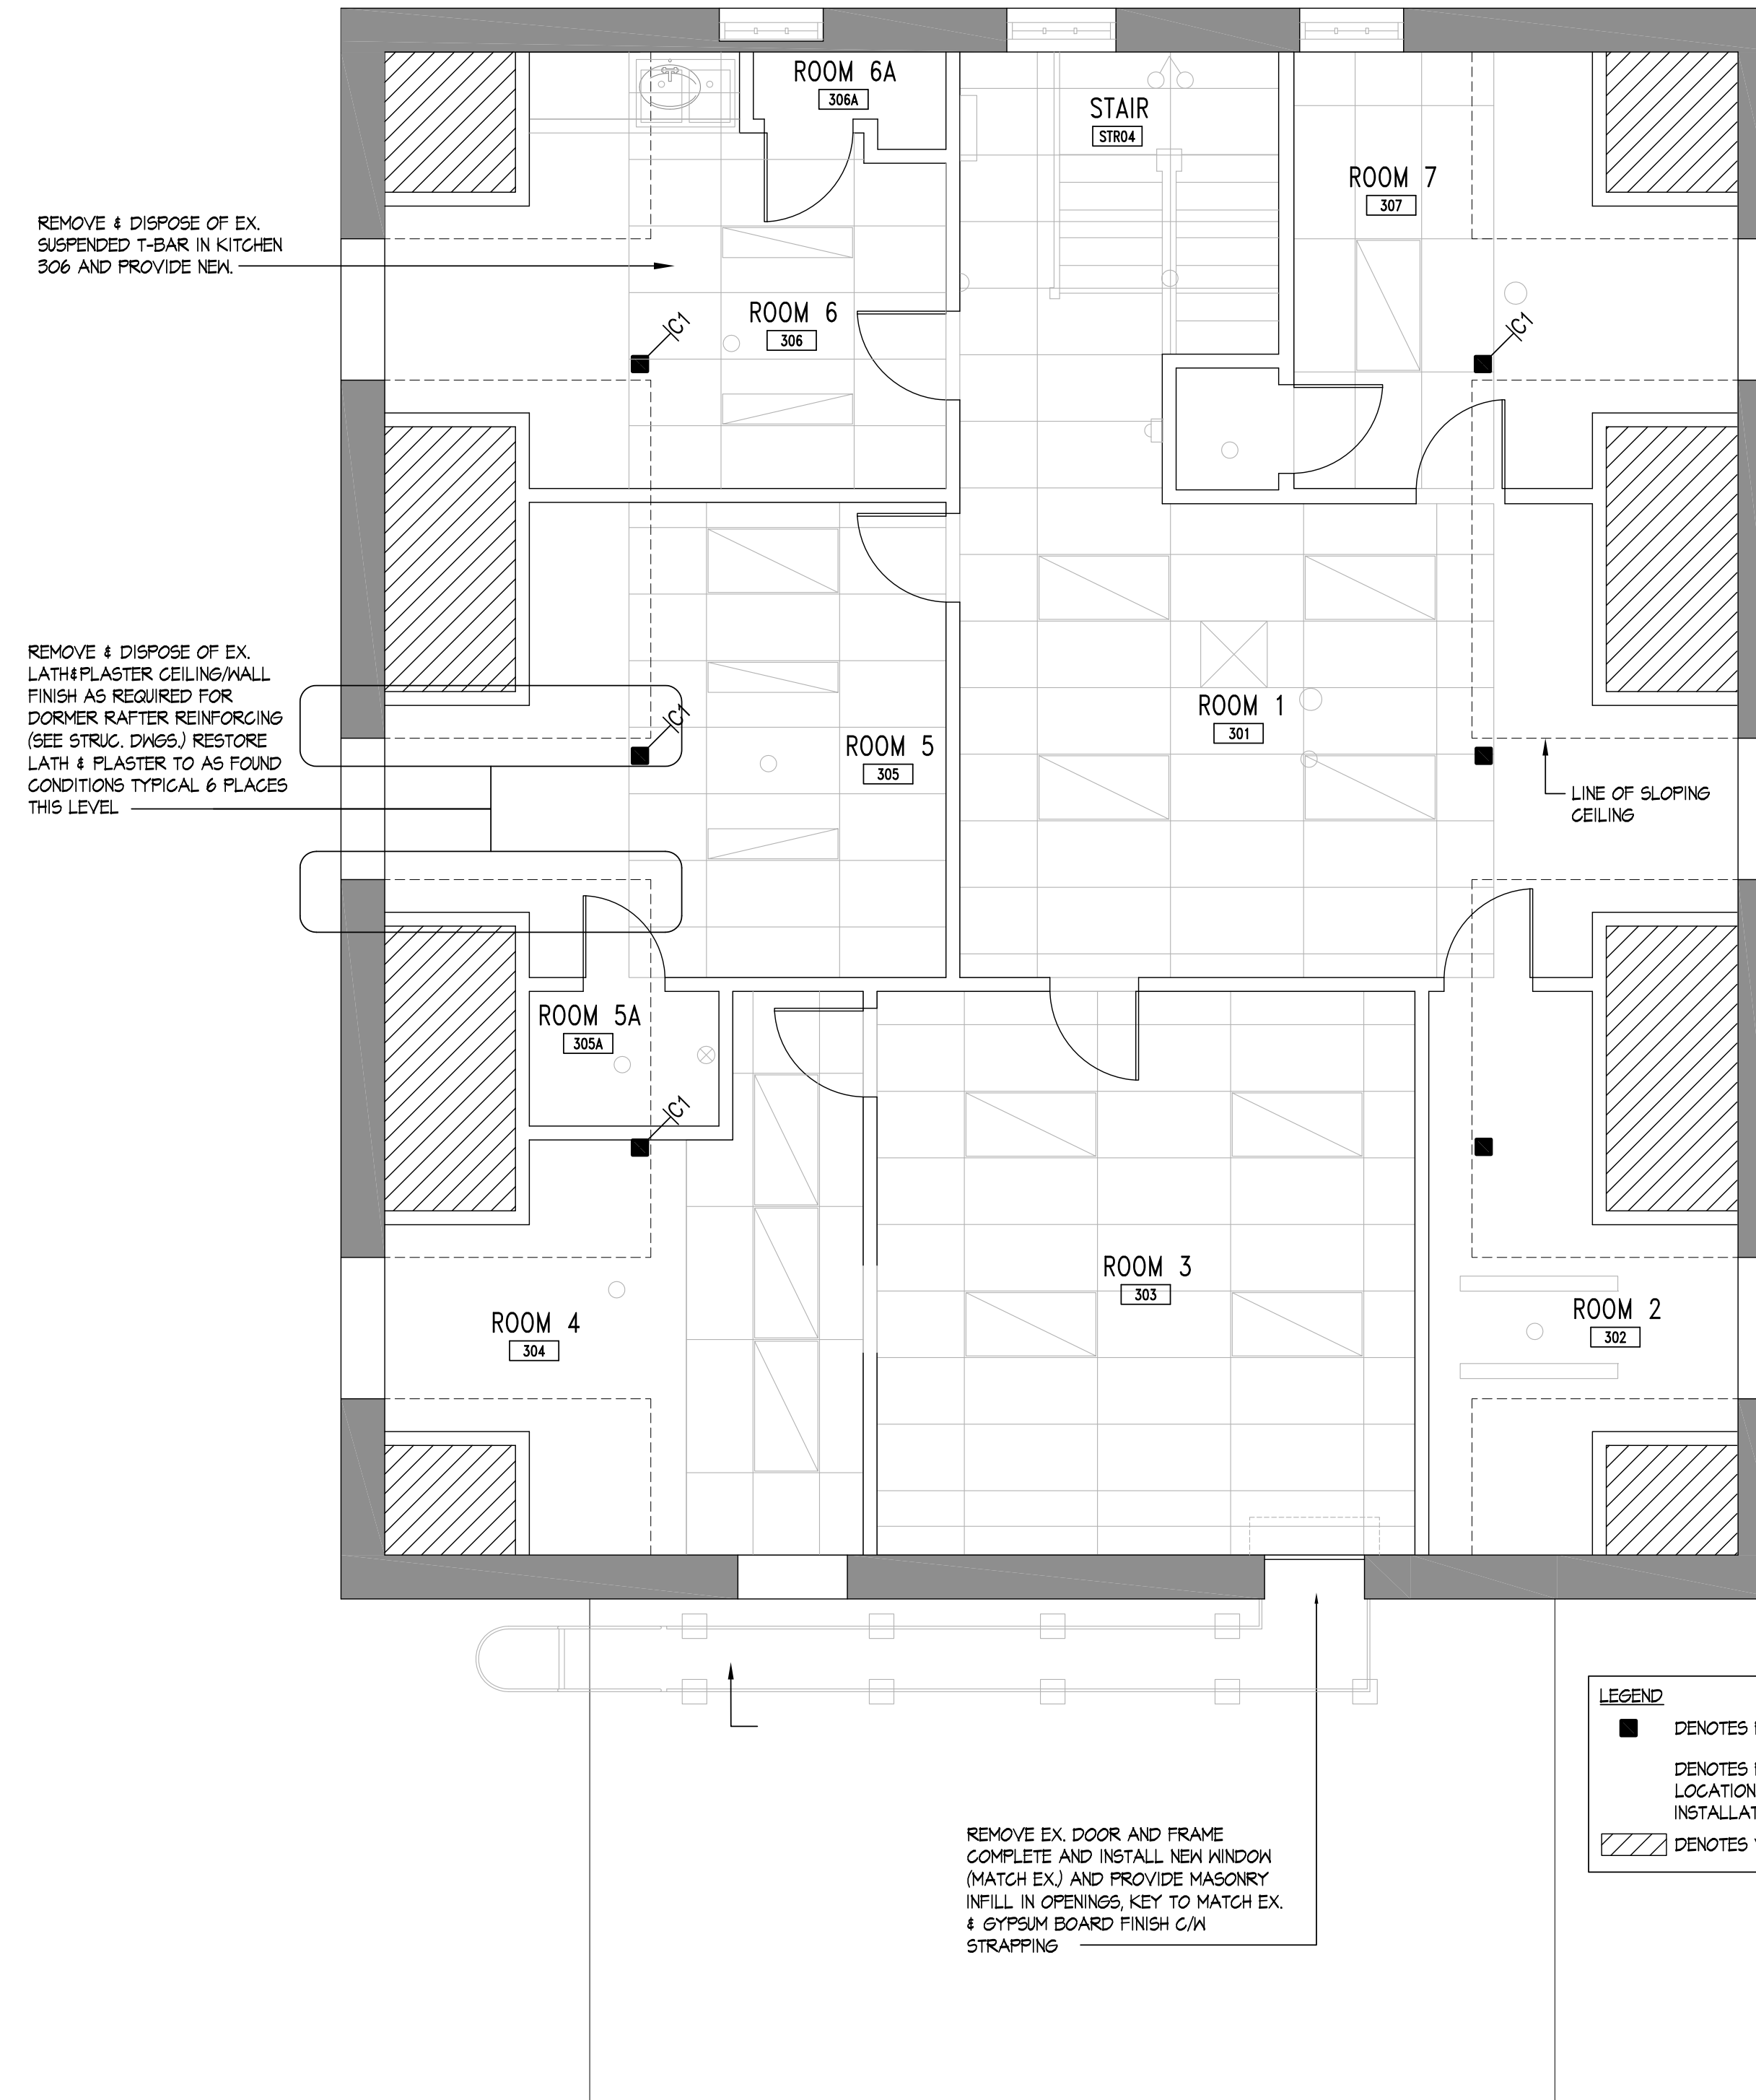 ROOM 6A
306A
STAIR
STR04
ROOM 7
307
REMOVE & DISPOSE OF EX.
SUSPENDED T-BAR IN KITCHEN
306 AND PROVIDE NEW.
ROOM 6
306
C1
C1
REMOVE & DISPOSE OF EX.
LATH&PLASTER CEILING/WALL
FINISH AS REQUIRED FOR
DORMER RAFTER REINFORCING
(SEE STRUC. DWGS.) RESTORE
LATH & PLASTER TO AS FOUND
CONDITIONS TYPICAL 6 PLACES
THIS LEVEL
C1
ROOM 5
305
ROOM 1
301
LINE OF SLOPING
CEILING
ROOM 5A
305A
C1
ROOM 4
304
ROOM 3
303
ROOM 2
302
REMOVE EX. DOOR AND FRAME
COMPLETE AND INSTALL NEW WINDOW
(MATCH EX.) AND PROVIDE MASONRY
INFILL IN OPENINGS, KEY TO MATCH EX.
& GYPSUM BOARD FINISH C/W
STRAPPING
LEGEND
DENOTES
DENOTES
LOCATION
INSTALLAT
DENOTES